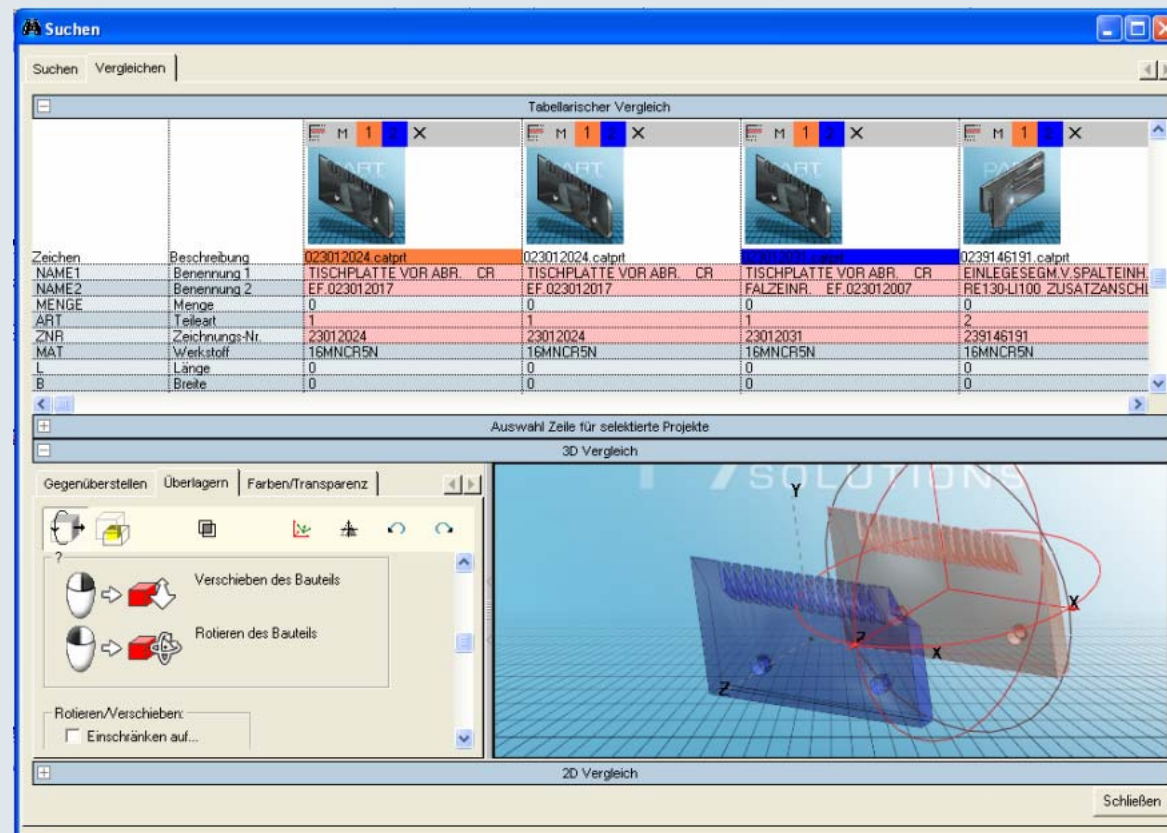 Suchen
Suchen Vergleichen
Tabellarischer Vergleich
M 1 2 X M 1 2 X M 1 2 X M 1 2 X
Zeichen Beschreibung 023012024.catprt 023012024.catprt 023012031.catprt 0239146191.catprt
NAME1 Benennung 1 TISCHPLATTE VOR ABR. CR TISCHPLATTE VOR ABR. CR TISCHPLATTE VOR ABR. CR EINLEGESEGM.V.SPALTEINH.
NAME2 Benennung 2 EF.023012017 EF.023012017 FALZEINR. EF.023012007 RE130-LI100 ZUSATZANSCHL
MENGE Menge 0 0 0 0
ART Teileart 1 1 1 2
ZNR Zeichnungs-Nr. 23012024 23012024 23012031 239146191
MAT Werkstoff 16MNCR5N 16MNCR5N 16MNCR5N 16MNCR5N
L Länge 0 0 0 0
B Breite 0 0 0 0
Auswahl Zeile für selektierte Projekte
3D Vergleich
Gegenüberstellen Überlagern Farben/Transparenz
?
Verschieben des Bauteils
Rotieren des Bauteils
Rotieren/Verschieben:
Einschränken auf...
SOLUTIONS
Y
X
Z
X
Z
2D Vergleich
Schließen